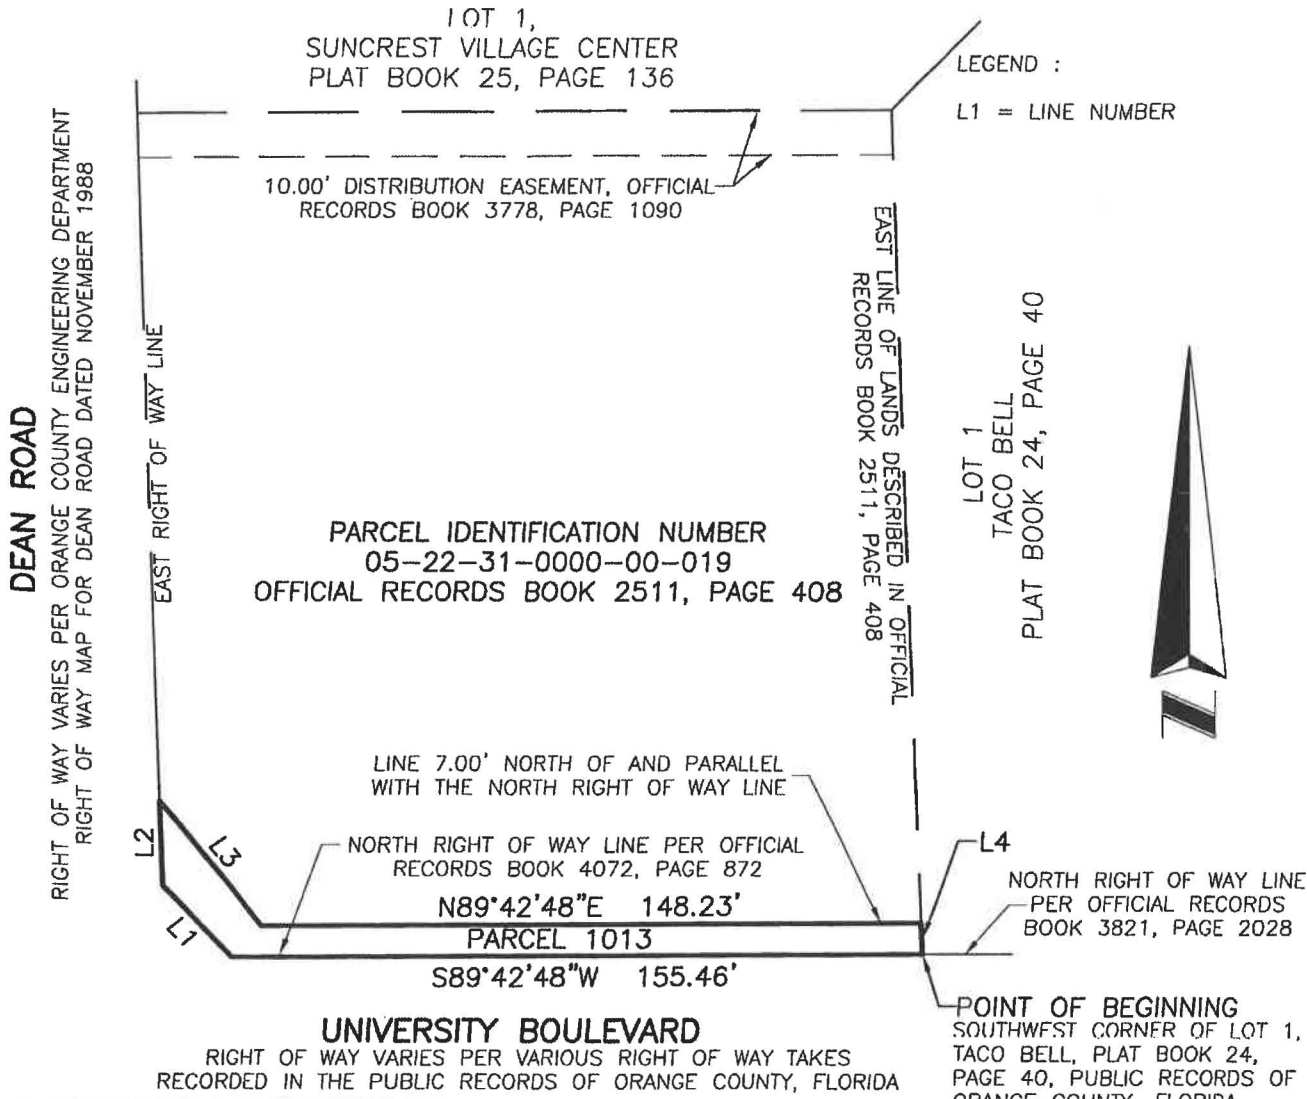 LOT 1,
SUNCREST VILLAGE CENTER
PLAT BOOK 25, PAGE 136
LEGEND :
L1 = LINE NUMBER
10.00' DISTRIBUTION EASEMENT, OFFICIAL
RECORDS BOOK 3778, PAGE 1090
DEAN ROAD
RIGHT OF WAY VARIES PER ORANGE COUNTY ENGINEERING DEPARTMENT
RIGHT OF WAY MAP FOR DEAN ROAD DATED NOVEMBER 1988
EAST RIGHT OF WAY LINE
EAST LINE OF LANDS DESCRIBED IN OFFICIAL
RECORDS BOOK 2511, PAGE 408
LOT 1
TACO BELL
PLAT BOOK 24, PAGE 40
PARCEL IDENTIFICATION NUMBER
05-22-31-0000-00-019
OFFICIAL RECORDS BOOK 2511, PAGE 408
N
LINE 7.00' NORTH OF AND PARALLEL
WITH THE NORTH RIGHT OF WAY LINE
L2
L3
L1
L4
NORTH RIGHT OF WAY LINE PER OFFICIAL
RECORDS BOOK 4072, PAGE 872
N89°42'48"E 148.23'
PARCEL 1013
S89°42'48"W 155.46'
NORTH RIGHT OF WAY LINE
PER OFFICIAL RECORDS
BOOK 3821, PAGE 2028
POINT OF BEGINNING
SOUTHWEST CORNER OF LOT 1,
TACO BELL, PLAT BOOK 24,
PAGE 40, PUBLIC RECORDS OF
ORANGE COUNTY, FLORIDA
UNIVERSITY BOULEVARD
RIGHT OF WAY VARIES PER VARIOUS RIGHT OF WAY TAKES
RECORDED IN THE PUBLIC RECORDS OF ORANGE COUNTY, FLORIDA